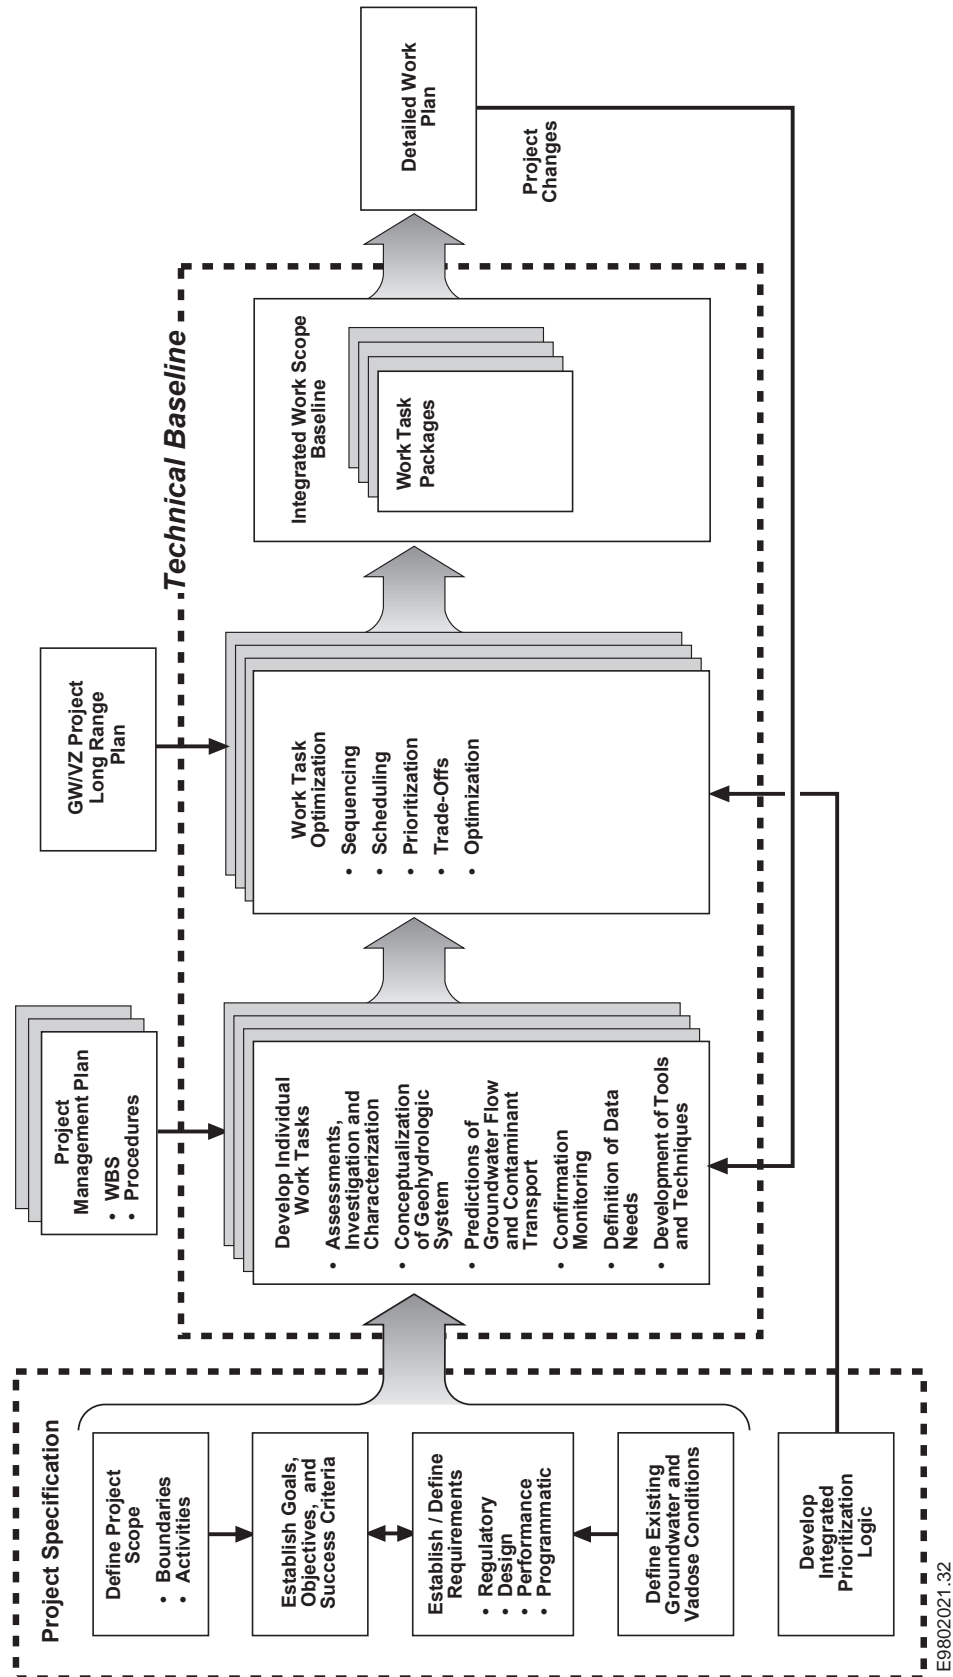 Project Specification
Define Project
Scope
• Boundaries
• Activities
Establish Goals,
Objectives, and
Success Criteria
Establish / Define
Requirements
• Regulatory
• Design
• Performance
• Programmatic
Define Existing
Groundwater and
Vadose Conditions
Develop
Integrated
Prioritization
Logic
Project
Management Plan
• WBS
• Procedures
GW/VZ Project
Long Range
Plan
Technical Baseline
Develop Individual
Work Tasks
• Assessments,
Investigation and
Characterization
• Conceptualization
of Geohydrologic
System
• Predictions of
Groundwater Flow
and Contaminant
Transport
• Confirmation
Monitoring
• Definition of Data
Needs
• Development of Tools
and Techniques
Work Task
Optimization
• Sequencing
• Scheduling
• Prioritization
• Trade-Offs
• Optimization
Integrated Work Scope
Baseline
Work Task
Packages
Detailed Work
Plan
Project
Changes
E9802021.32